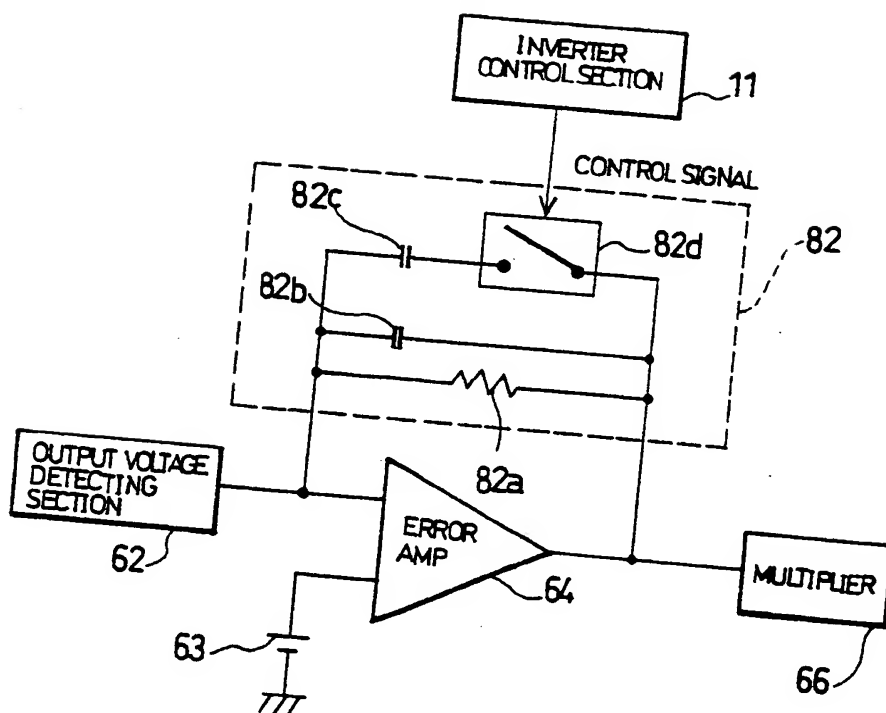 INVERTER
CONTROL SECTION
11
CONTROL SIGNAL
82c
82d
82
82b
82a
OUTPUT VOLTAGE
DETECTING
SECTION
62
ERROR
AMP
64
63
MULTIPLIER
66